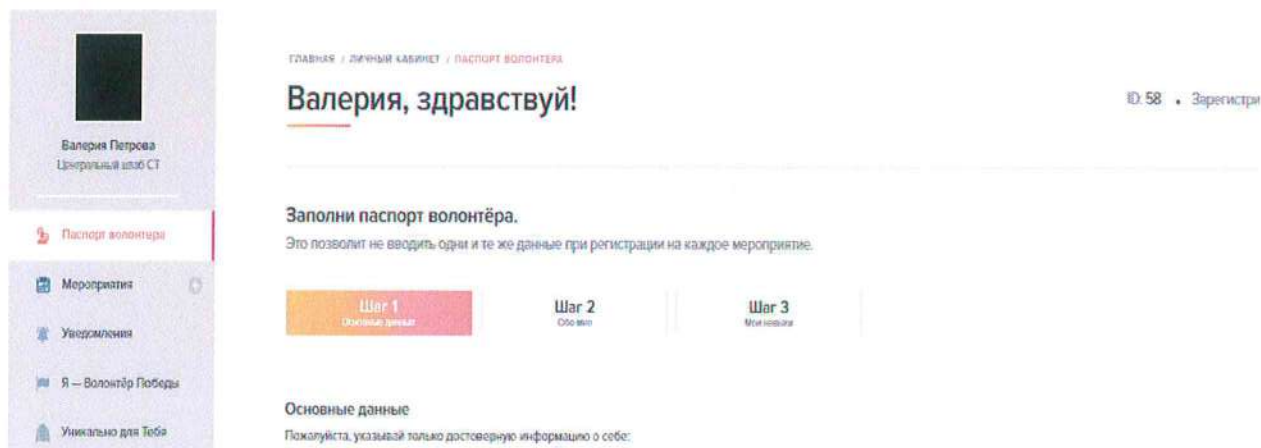 ГЛАВНАЯ / ЛИЧНЫЙ КАБИНЕТ / ПАСПОРТ ВОЛОНТЕРА
Валерия, здравствуй!
ID: 58 • Зарегистри
Валерия Петрова
Центральный штаб СТ
Паспорт волонтера
Мероприятия
Уведомления
Я — Волонтёр Победы
Уникально для Тебя
Заполни паспорт волонтёра.
Это позволит не вводить одни и те же данные при регистрации на каждое мероприятие.
Шаг 1
Основные данные
Шаг 2
Обо мне
Шаг 3
Мои навыки
Основные данные
Пожалуйста, указывай только достоверную информацию о себе: